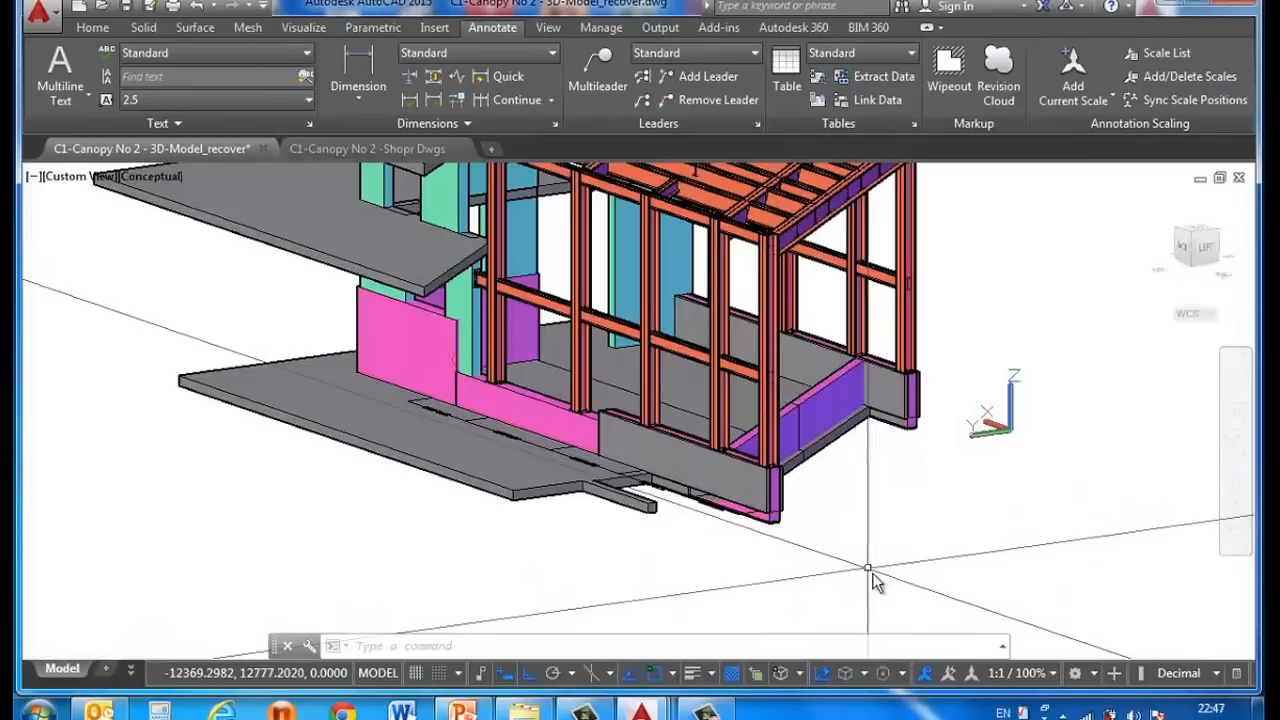 Autodesk AutoCAD 2015 C1-Canopy No 2 - 3D-Model_recover.dwg Type a keyword or phrase Sign In
Home Solid Surface Mesh Visualize Parametric Insert Annotate View Manage Output Add-ins Autodesk 360 BIM 360
Standard Standard Standard Standard Scale List
Find text Quick Add Leader Extract Data Add/Delete Scales
Multiline Text 2.5 Dimension Continue Multileader Remove Leader Table Link Data Wipeout Revision Cloud Add Current Scale Sync Scale Positions
Text Dimensions Leaders Tables Markup Annotation Scaling
C1-Canopy No 2 - 3D-Model_recover* C1-Canopy No 2 -Shopr Dwgs
[−][Custom View][Conceptual]
LEFT
WCS
Z
X
Y
Type a command
Model -12369.2982, 12777.2020, 0.0000 MODEL 1:1 / 100% Decimal
EN 22:47